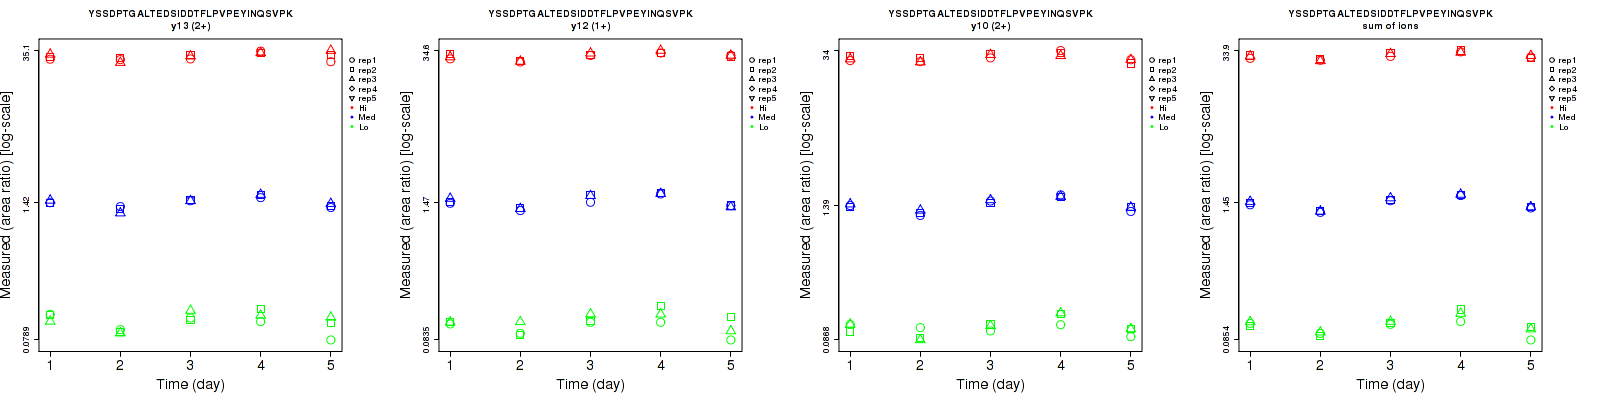 YSSDPTGALTEDSIDDTFLPVPEYINQSVPK
y13 (2+)
Measured (area ratio) [log-scale]
35.1
1.42
0.0789
1 2 3 4 5
Time (day)
rep1
rep2
rep3
rep4
rep5
Hi
Med
Lo
YSSDPTGALTEDSIDDTFLPVPEYINQSVPK
y12 (1+)
Measured (area ratio) [log-scale]
34.6
1.47
0.0835
1 2 3 4 5
Time (day)
rep1
rep2
rep3
rep4
rep5
Hi
Med
Lo
YSSDPTGALTEDSIDDTFLPVPEYINQSVPK
y10 (2+)
Measured (area ratio) [log-scale]
34
1.39
0.0868
1 2 3 4 5
Time (day)
rep1
rep2
rep3
rep4
rep5
Hi
Med
Lo
YSSDPTGALTEDSIDDTFLPVPEYINQSVPK
sum of ions
Measured (area ratio) [log-scale]
33.9
1.45
0.0854
1 2 3 4 5
Time (day)
rep1
rep2
rep3
rep4
rep5
Hi
Med
Lo